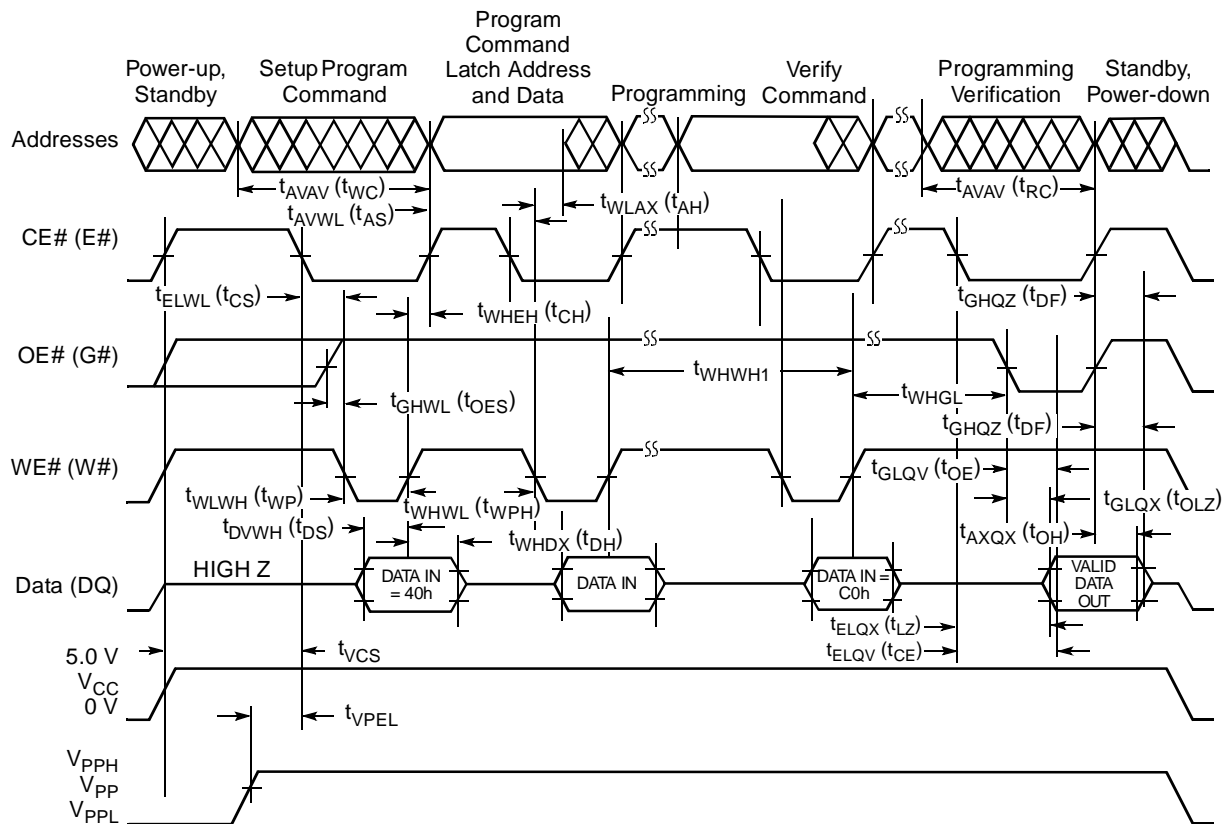 Power-up,
Standby
Setup Program
Command
Program
Command
Latch Address
and Data
Programming
Verify
Command
Programming
Verification
Standby,
Power-down
Addresses
tAVAV (tWC)
tAVWL (tAS)
tWLAX (tAH)
tAVAV (tRC)
CE# (E#)
tELWL (tCS)
tWHEH (tCH)
tGHQZ (tDF)
OE# (G#)
tWHWH1
tWHGL
tGHWL (tOES)
tGHQZ (tDF)
WE# (W#)
tGLQV (tOE)
tWLWH (tWP)
tWHWL (tWPH)
tGLQX (tOLZ)
tDVWH (tDS)
tWHDX (tDH)
tAXQX (tOH)
Data (DQ)
HIGH Z
DATA IN
= 40h
DATA IN
DATA IN =
C0h
VALID
DATA
OUT
tELQX (tLZ)
tELQV (tCE)
5.0 V
VCC
0 V
tVCS
tVPEL
VPPH
VPP
VPPL